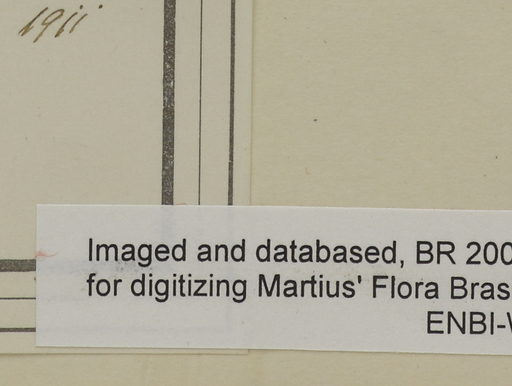 1911
Imaged and databased, BR 200
for digitizing Martius' Flora Bras
ENBI-